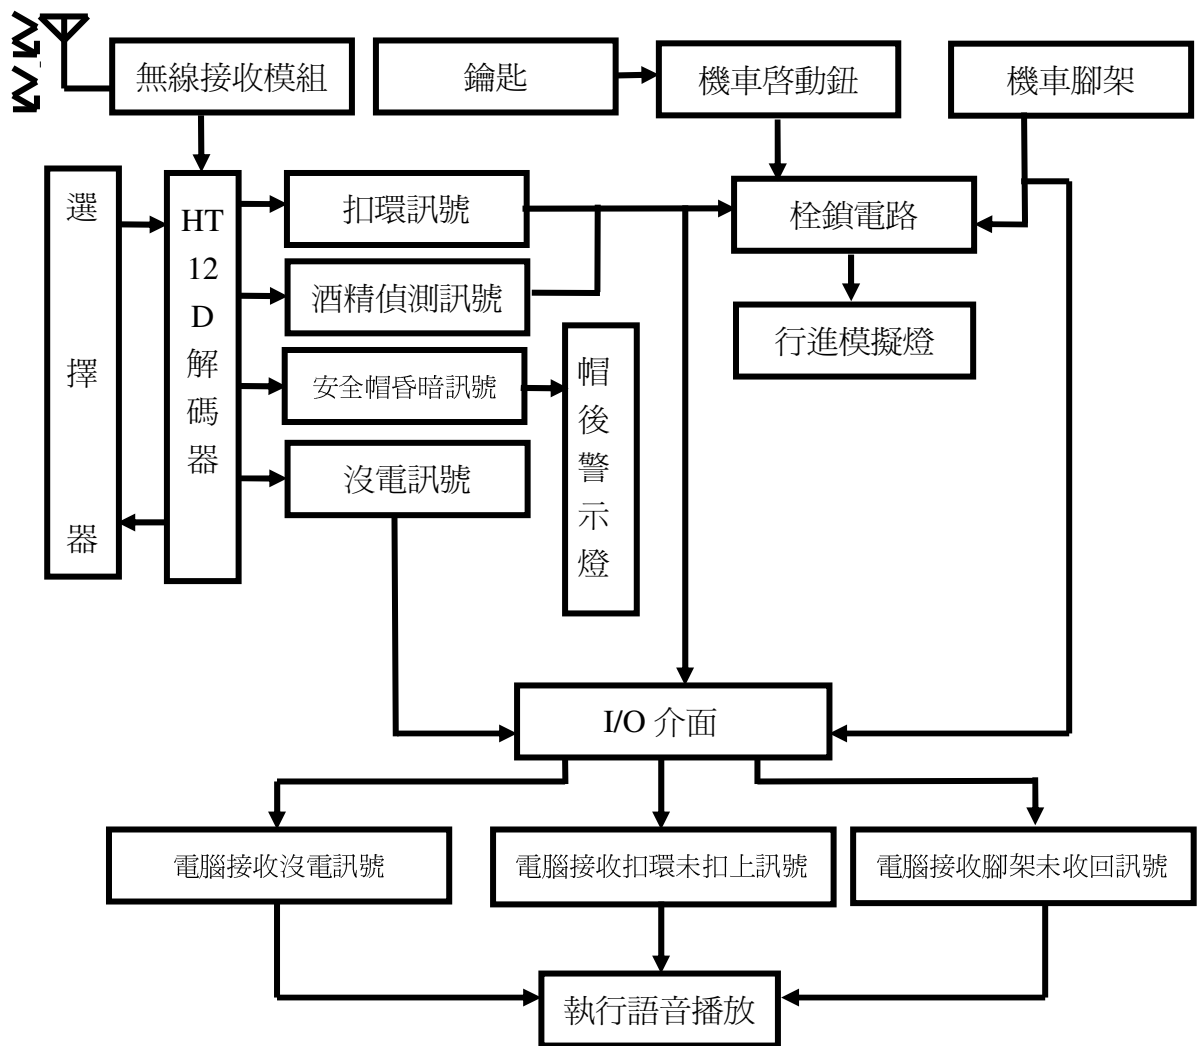 無線接收模組
鑰匙
機車啓動鈕
機車腳架
選擇器
HT
12
D
解
碼
器
扣環訊號
栓鎖電路
酒精偵測訊號
行進模擬燈
安全帽昏暗訊號
帽後警示燈
沒電訊號
I/O 介面
電腦接收沒電訊號
電腦接收扣環未扣上訊號
電腦接收腳架未收回訊號
執行語音播放